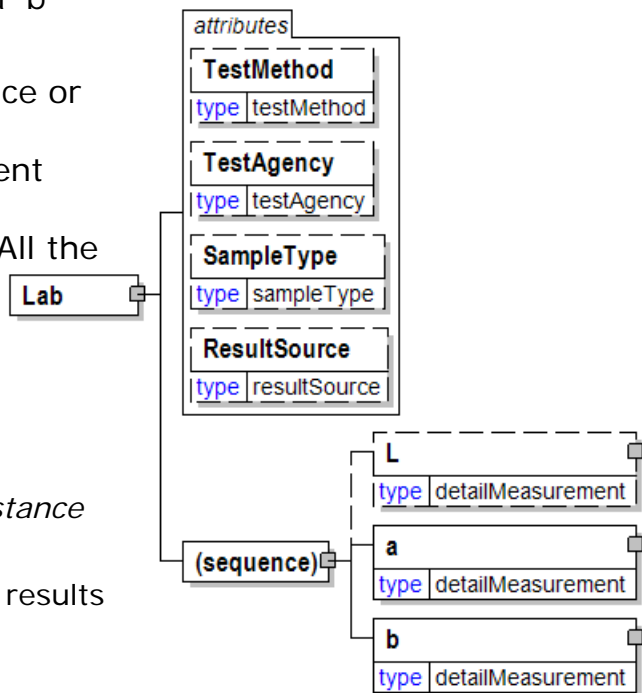 b
ce or
ent
All the
stance
results
attributes
TestMethod
type testMethod
TestAgency
type testAgency
SampleType
type sampleType
ResultSource
type resultSource
Lab
(sequence)
L
type detailMeasurement
a
type detailMeasurement
b
type detailMeasurement